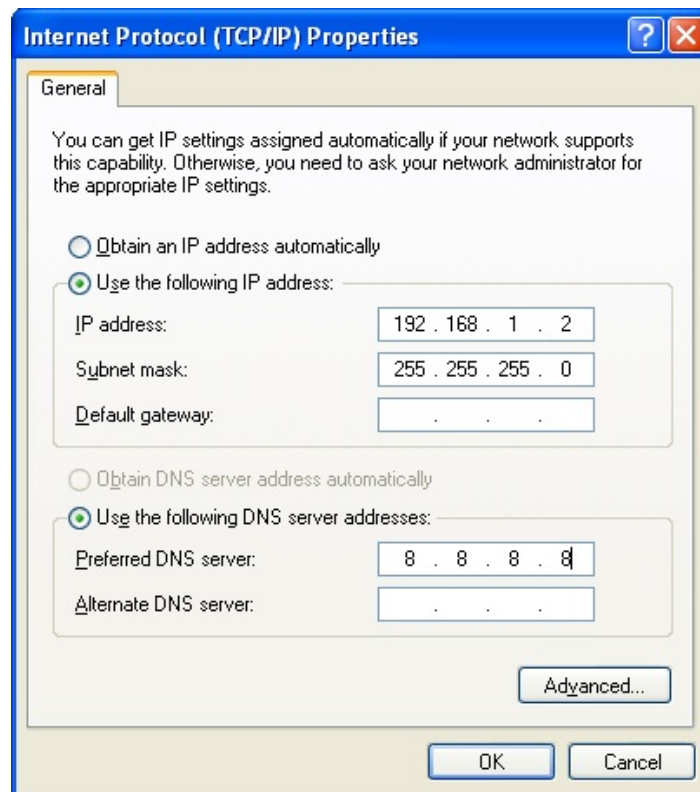 Internet Protocol (TCP/IP) Properties
General
You can get IP settings assigned automatically if your network supports
this capability. Otherwise, you need to ask your network administrator for
the appropriate IP settings.
Obtain an IP address automatically
Use the following IP address:
IP address: 192 . 168 . 1 . 2
Subnet mask: 255 . 255 . 255 . 0
Default gateway: . . .
Obtain DNS server address automatically
Use the following DNS server addresses:
Preferred DNS server: 8 . 8 . 8 . 8
Alternate DNS server: . . .
Advanced...
OK Cancel